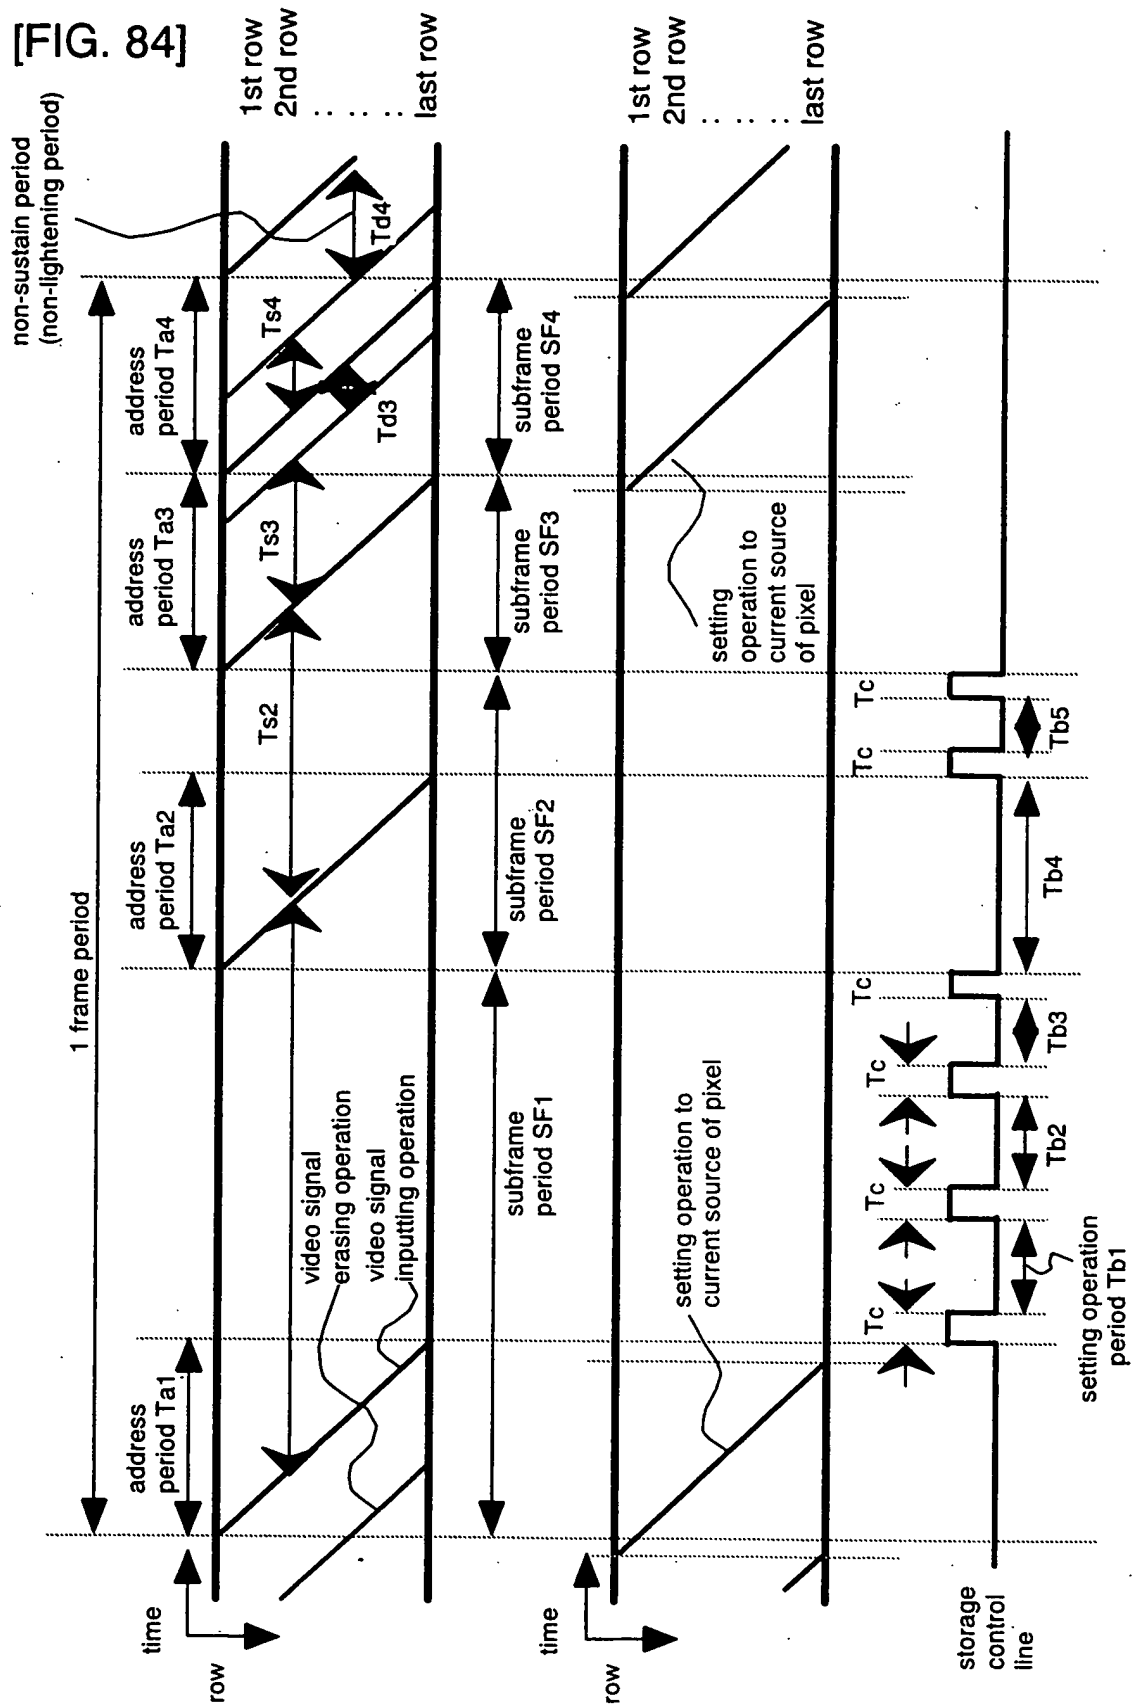 [FIG. 84]
non-sustain period
(non-lightening period)
1 frame period
address
period Ta1
address
period Ta2
address
period Ta3
address
period Ta4
time
row
1st row
2nd row
last row
video signal
erasing operation
video signal
inputting operation
Ts2
Ts3
Ts4
Td3
Td4
subframe
period SF1
subframe
period SF2
subframe
period SF3
subframe
period SF4
time
row
1st row
2nd row
last row
setting operation to
current source of pixel
setting
operation to
current source
of pixel
Tc
Tc
Tc
Tc
Tc
Tc
storage
control
line
setting operation
period Tb1
Tb2
Tb3
Tb4
Tb5